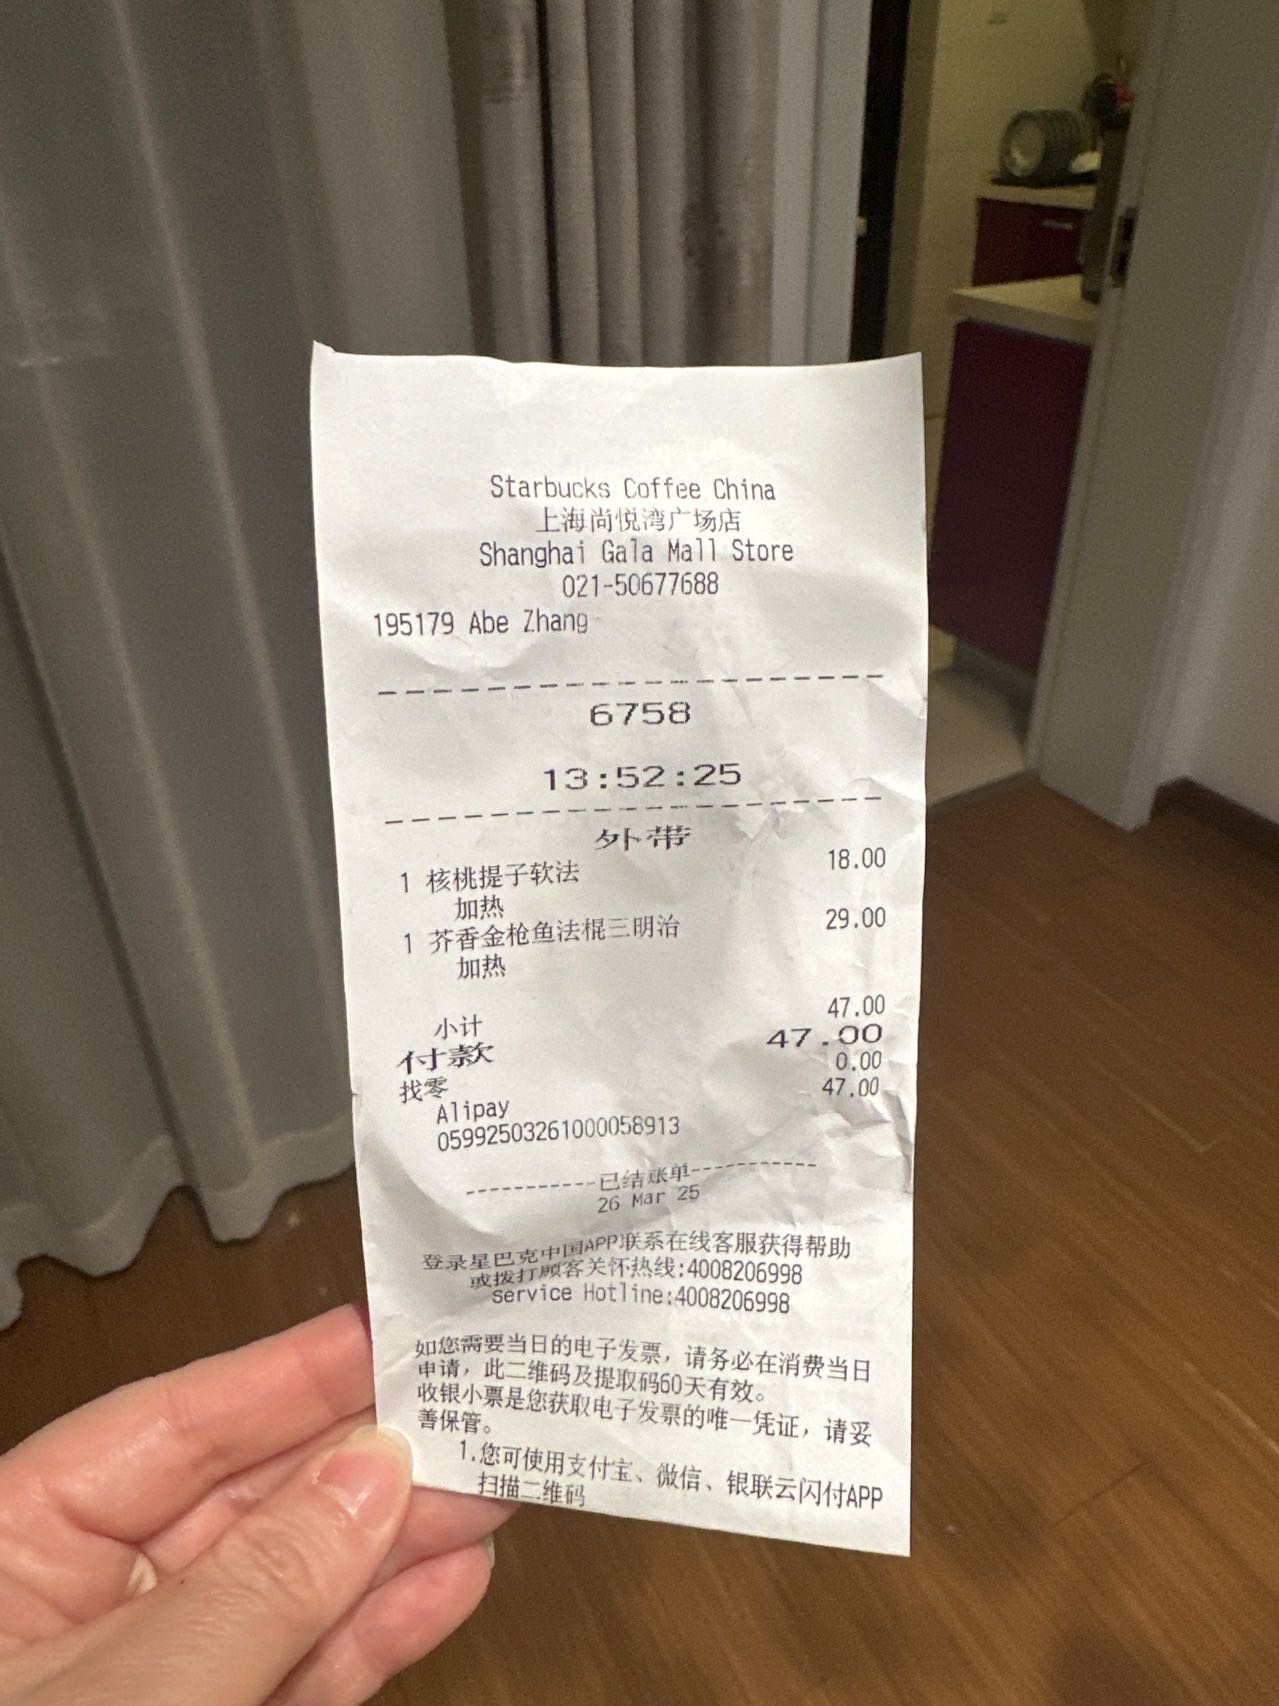 Starbucks Coffee China
上海尚悦湾广场店
Shanghai Gala Mall Store
021-50677688
195179 Abe Zhang
6758
13:52:25
外带
1 核桃提子软法 18.00
加热
1 芥香金枪鱼法棍三明治 29.00
加热
小计 47.00
付款 47.00
找零 0.00
Alipay 47.00
05992503261000058913
-----------已结账单-----------
26 Mar 25
登录星巴克中国APP联系在线客服获得帮助
或拨打顾客关怀热线:4008206998
Service Hotline:4008206998
如您需要当日的电子发票，请务必在消费当日
申请，此二维码及提取码60天有效。
收银小票是您获取电子发票的唯一凭证，请妥
善保管。
1.您可使用支付宝、微信、银联云闪付APP
扫描二维码